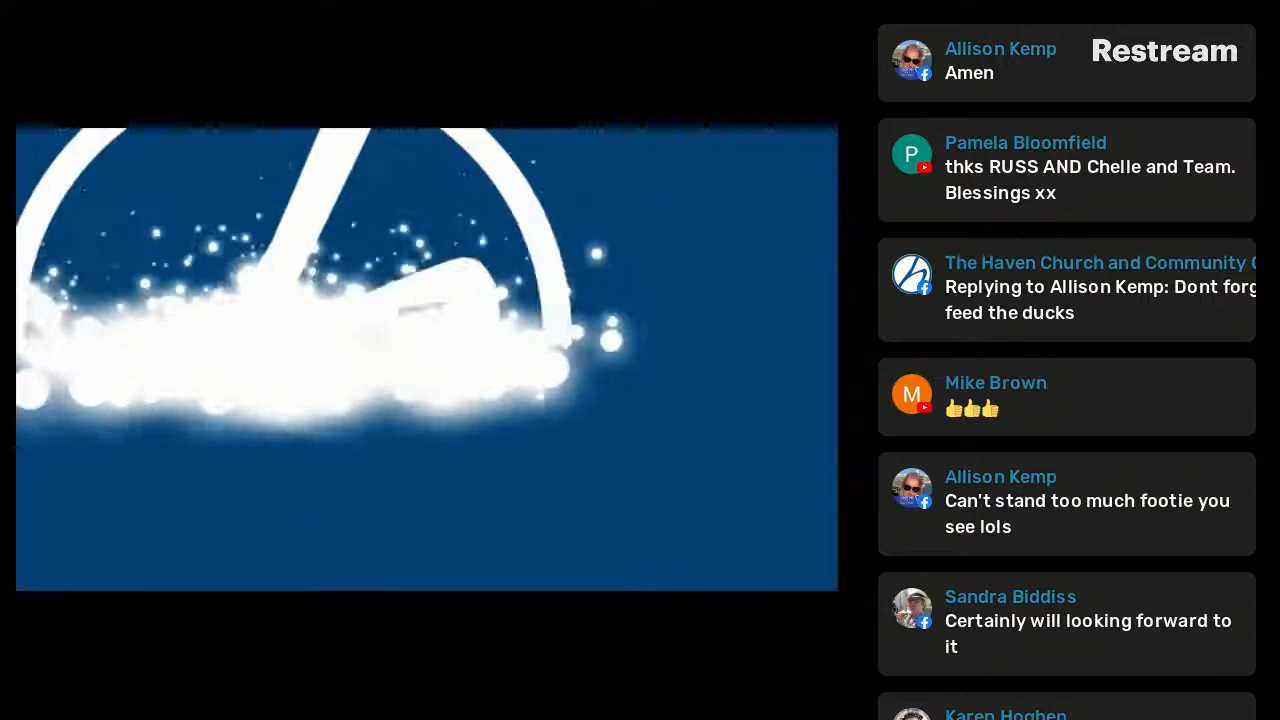 Restream
Allison Kemp
Amen
P
Pamela Bloomfield
thks RUSS AND Chelle and Team.
Blessings xx
The Haven Church and Community
Replying to Allison Kemp: Dont
feed the ducks
M
Mike Brown
👍👍👍
Allison Kemp
Can't stand too much footie you
see lols
Sandra Biddiss
Certainly will looking forward to
it
Karen